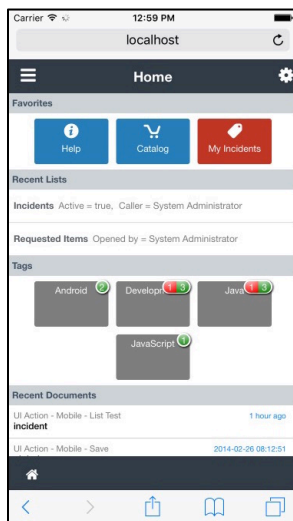 Carrier 12:59 PM
localhost
Home
Favorites
Help Catalog My Incidents
Recent Lists
Incidents Active = true, Caller = System Administrator
Requested Items Opened by = System Administrator
Tags
Android 2 Developm 1 3 Java 1 3
JavaScript 1
Recent Documents
UI Action - Mobile - List Test 1 hour ago
incident
UI Action - Mobile - Save 2014-02-26 08:12:51